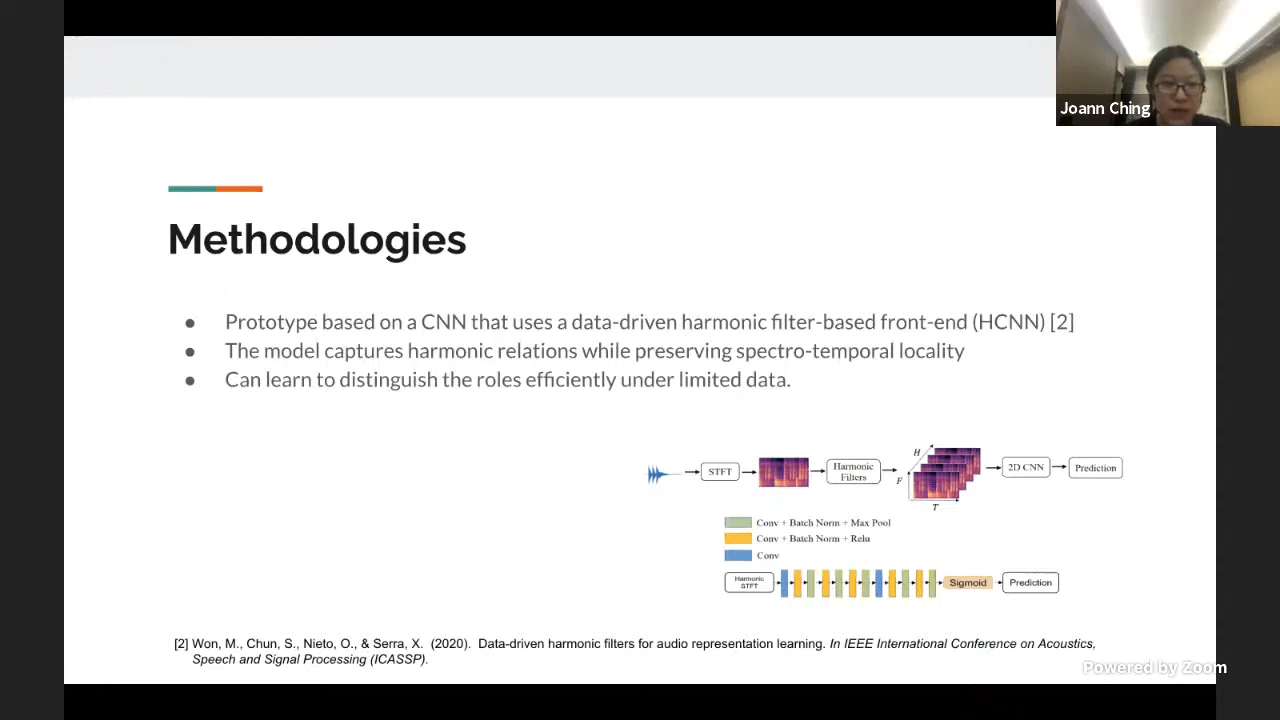 Joann Ching
Methodologies
● Prototype based on a CNN that uses a data-driven harmonic filter-based front-end (HCNN) [2]
● The model captures harmonic relations while preserving spectro-temporal locality
● Can learn to distinguish the roles efficiently under limited data.
STFT
Harmonic
Filters
H
F
T
2D CNN
Prediction
Conv + Batch Norm + Max Pool
Conv + Batch Norm + Relu
Conv
Harmonic
STFT
Sigmoid
Prediction
[2] Won, M., Chun, S., Nieto, O., & Serra, X. (2020). Data-driven harmonic filters for audio representation learning. In IEEE International Conference on Acoustics,
Speech and Signal Processing (ICASSP).
Powered by Zoom